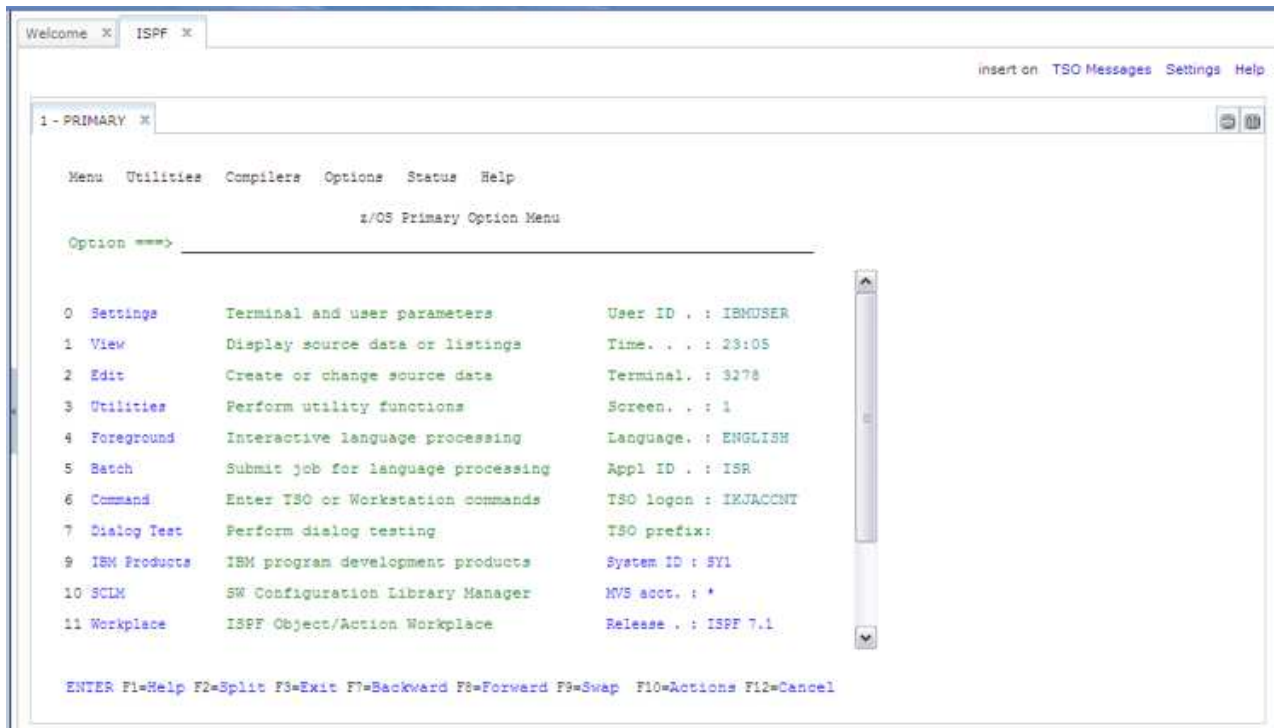 Welcome x ISPF x
insert on TSO Messages Settings Help
1 - PRIMARY x
Menu Utilities Compilers Options Status Help
z/OS Primary Option Menu
Option ===>
0 Settings Terminal and user parameters User ID . : IBMUSER
1 View Display source data or listings Time. . . : 23:05
2 Edit Create or change source data Terminal. : 3278
3 Utilities Perform utility functions Screen. . : 1
4 Foreground Interactive language processing Language. : ENGLISH
5 Batch Submit job for language processing Appl ID . : ISR
6 Command Enter TSO or Workstation commands TSO logon : IKJACCNT
7 Dialog Test Perform dialog testing TSO prefix:
9 IBM Products IBM program development products System ID : SY1
10 SCLM SW Configuration Library Manager MVS acct. : *
11 Workplace ISPF Object/Action Workplace Release . : ISPF 7.1
ENTER F1=Help F2=Split F3=Exit F7=Backward F8=Forward F9=Swap F10=Actions F12=Cancel